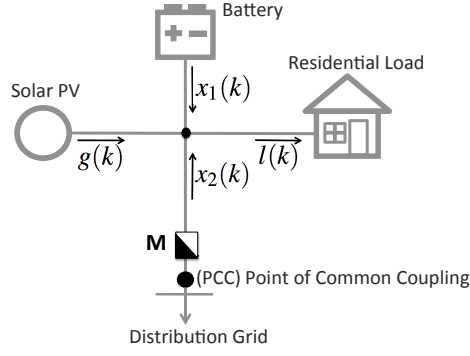 Battery
x₁(k)
Residential Load
Solar PV
g(k)
l(k)
x₂(k)
M
(PCC) Point of Common Coupling
Distribution Grid